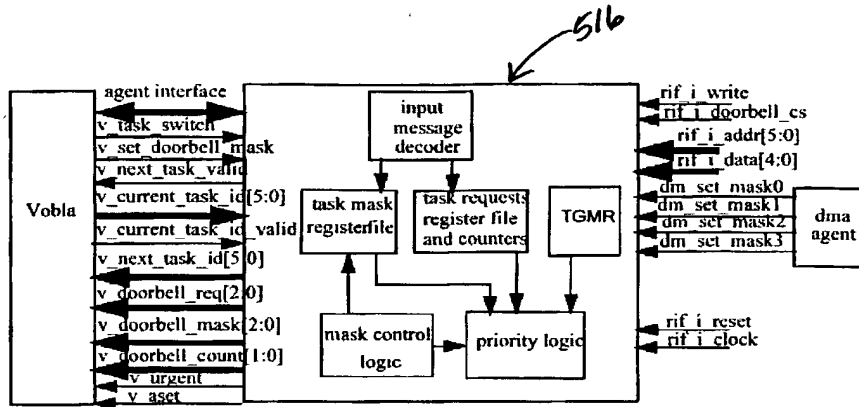 516
agent interface
v_task_switch
v_set_doorbell_mask
v_next_task_valid
v_current_task_id[5:0]
v_current_task_id_valid
v_next_task_id[5:0]
v_doorbell_req[2:0]
v_doorbell_mask[2:0]
v_doorbell_count[1:0]
v_urgent
v_aset
Vobla
input
message
decoder
task mask
registerfile
task requests
register file
and counters
TGMR
mask control
logic
priority logic
rif_i_write
rif_i_doorbell_cs
rif_i_addr[5:0]
rif_i_data[4:0]
dm_set_mask0
dm_set_mask1
dm_set_mask2
dm_set_mask3
rif_i_reset
rif_i_clock
dma
agent